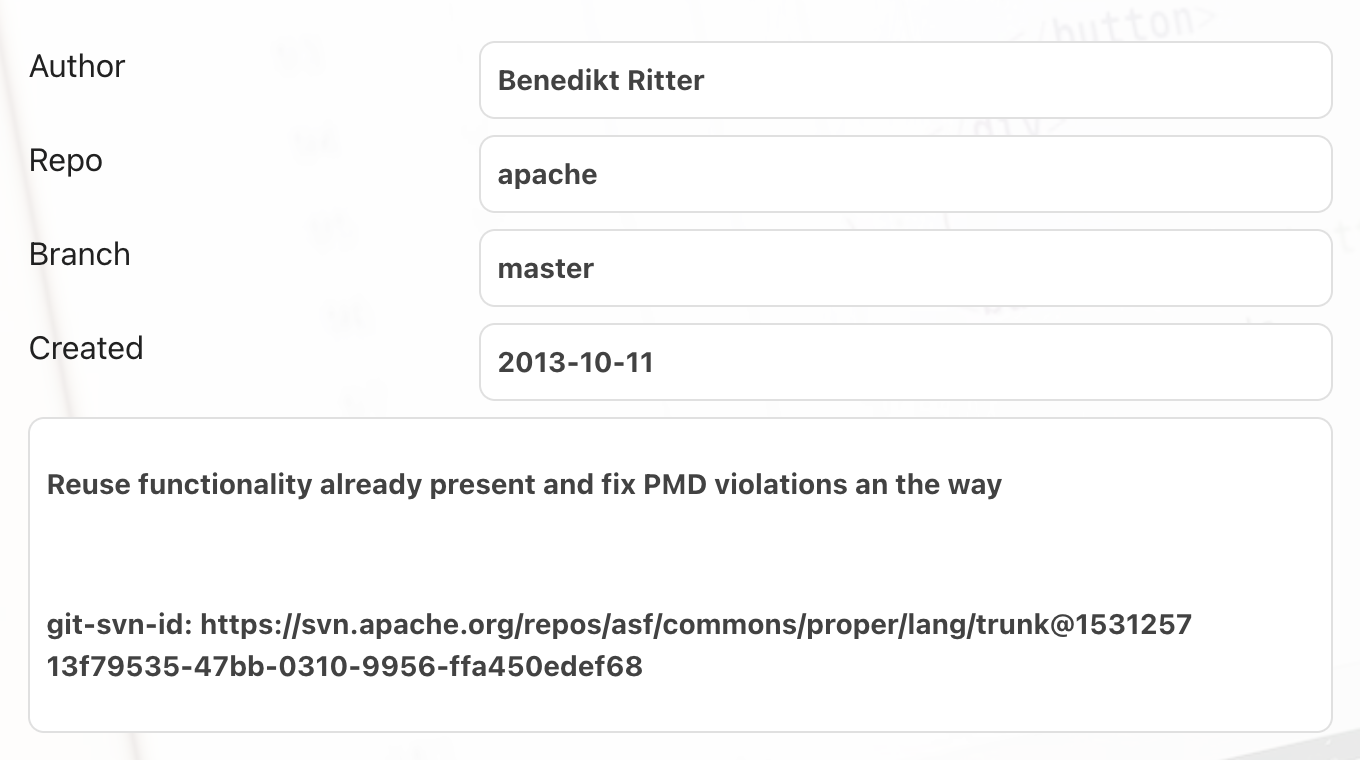 Author
Benedikt Ritter
Repo
apache
Branch
master
Created
2013-10-11
Reuse functionality already present and fix PMD violations an the way
git-svn-id: https://svn.apache.org/repos/asf/commons/proper/lang/trunk@1531257
13f79535-47bb-0310-9956-ffa450edef68